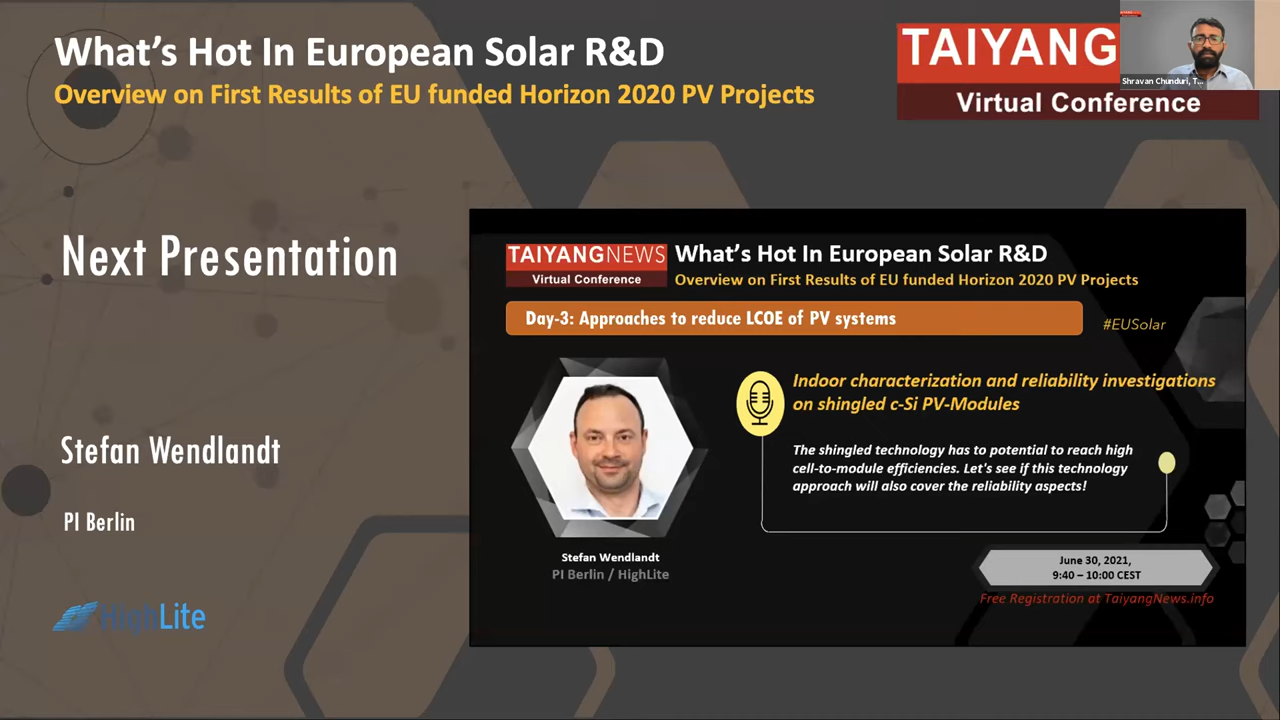 What's Hot In European Solar R&D
Overview on First Results of EU funded Horizon 2020 PV Projects
TAIYANG
Virtual Conference
Shravan Chunduri, T...
Next Presentation
Stefan Wendlandt
PI Berlin
HighLite
TAIYANGNEWS
Virtual Conference
What's Hot In European Solar R&D
Overview on First Results of EU funded Horizon 2020 PV Projects
Day-3: Approaches to reduce LCOE of PV systems
#EUSolar
Indoor characterization and reliability investigations
on shingled c-Si PV-Modules
The shingled technology has to potential to reach high
cell-to-module efficiencies. Let's see if this technology
approach will also cover the reliability aspects!
Stefan Wendlandt
PI Berlin / HighLite
June 30, 2021,
9:40 – 10:00 CEST
Free Registration at TaiyangNews.info